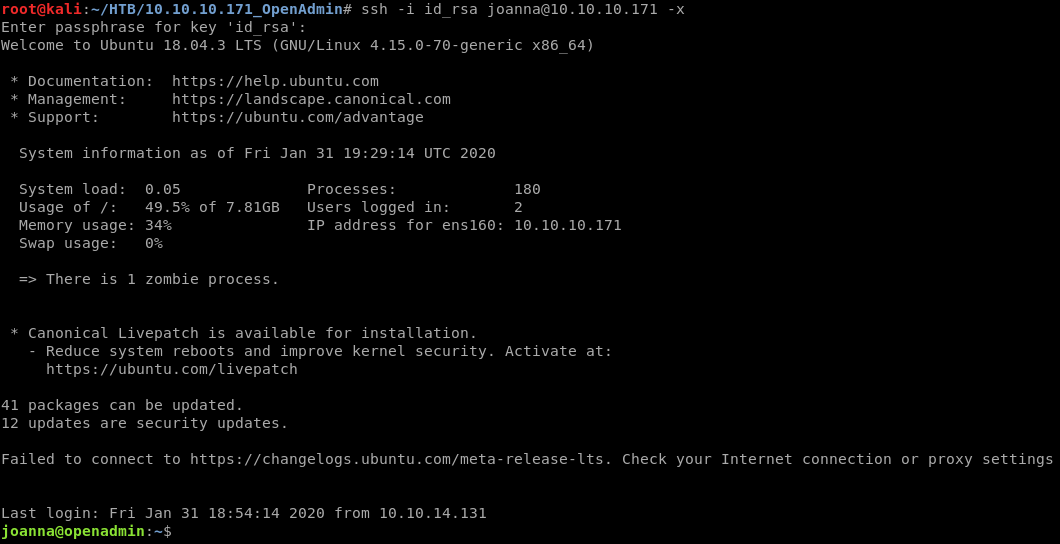 root@kali:~/HTB/10.10.10.171_OpenAdmin# ssh -i id_rsa joanna@10.10.10.171 -x
Enter passphrase for key 'id_rsa':
Welcome to Ubuntu 18.04.3 LTS (GNU/Linux 4.15.0-70-generic x86_64)
* Documentation:  https://help.ubuntu.com
* Management:     https://landscape.canonical.com
* Support:        https://ubuntu.com/advantage
System information as of Fri Jan 31 19:29:14 UTC 2020
System load:  0.05              Processes:             180
Usage of /:   49.5% of 7.81GB   Users logged in:       2
Memory usage: 34%               IP address for ens160: 10.10.10.171
Swap usage:   0%
=> There is 1 zombie process.
* Canonical Livepatch is available for installation.
- Reduce system reboots and improve kernel security. Activate at:
https://ubuntu.com/livepatch
41 packages can be updated.
12 updates are security updates.
Failed to connect to https://changelogs.ubuntu.com/meta-release-lts. Check your Internet connection or proxy settings
Last login: Fri Jan 31 18:54:14 2020 from 10.10.14.131
joanna@openadmin:~$